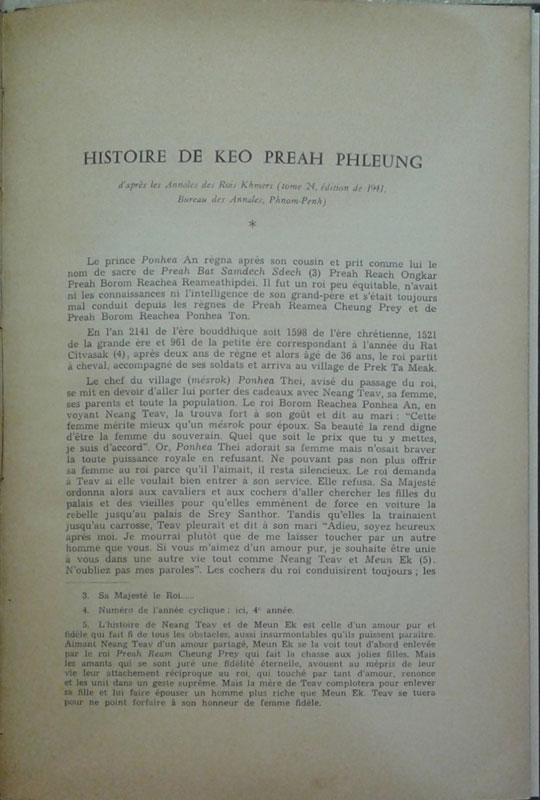 HISTOIRE DE KEO PREAH PHLEUNG
d'après les Annales des Rois Khmers (tome 24, édition de 1941,
Bureau des Annales, Phnom-Penh)
*
Le prince Ponhea An régna après son cousin et prit comme lui le
nom de sacre de Preah Bat Samdech Sdech (3) Preah Reach Ongkar
Preah Borom Reachea Reameathipdei. Il fut un roi peu équitable, n'avait
ni les connaissances ni l'intelligence de son grand-père et s'était toujours
mal conduit depuis les règnes de Preah Reamea Cheung Prey et de
Preah Borom Reachea Ponhea Ton.
En l'an 2141 de l'ère bouddhique soit 1598 de l'ère chrétienne, 1521
de la grande ère et 961 de la petite ère correspondant à l'année du Rat
Citvasak (4), après deux ans de règne et alors âgé de 36 ans, le roi partit
à cheval, accompagné de ses soldats et arriva au village de Prek Ta Meak.
Le chef du village (mésrok) Ponhea Thei, avisé du passage du roi,
se mit en devoir d'aller lui porter des cadeaux avec Neang Teav, sa femme,
ses parents et toute la population. Le roi Borom Reachea Ponhea An, en
voyant Neang Teav, la trouva fort à son goût et dit au mari : "Cette
femme mérite mieux qu'un mésrok pour époux. Sa beauté la rend digne
d'être la femme du souverain. Quel que soit le prix que tu y mettes,
je suis d'accord". Or, Ponhea Thei adorait sa femme mais n'osait braver
la toute puissance royale en refusant. Ne pouvant pas non plus offrir
sa femme au roi parce qu'il l'aimait, il resta silencieux. Le roi demanda
à Teav si elle voulait bien entrer à son service. Elle refusa. Sa Majesté
ordonna alors aux cavaliers et aux cochers d'aller chercher les filles du
palais et des vieilles pour qu'elles emmènent de force en voiture la
rebelle jusqu'au palais de Srey Santhor. Tandis qu'elles la trainaient
jusqu'au carrosse, Teav pleurait et dit à son mari "Adieu, soyez heureux
après moi. Je mourrai plutôt que de me laisser toucher par un autre
homme que vous. Si vous m'aimez d'un amour pur, je souhaite être unie
à vous dans une autre vie tout comme Neang Teav et Meun Ek (5).
N'oubliez pas mes paroles". Les cochers du roi conduisirent toujours ; les
3. Sa Majesté le Roi.....
4. Numéro de l'année cyclique ; ici, 4e année.
5. L'histoire de Neang Teav et de Meun Ek est celle d'un amour pur et
fidèle qui fait fi de tous les obstacles, aussi insurmontables qu'ils puissent paraître.
Aimant Neang Teav d'un amour partagé, Meun Ek se la voit tout d'abord enlevée
par le roi Preah Ream Cheung Prey qui fait la chasse aux jolies filles. Mais
les amants qui se sont juré une fidélité éternelle, avouent au mépris de leur
vie leur attachement réciproque au roi, qui touché par tant d'amour, renonce
et les unit dans un geste suprême. Mais la mère de Teav complotera pour enlever
sa fille et lui faire épouser un homme plus riche que Meun Ek. Teav se tuera
pour ne point forfaire à son honneur de femme fidèle.